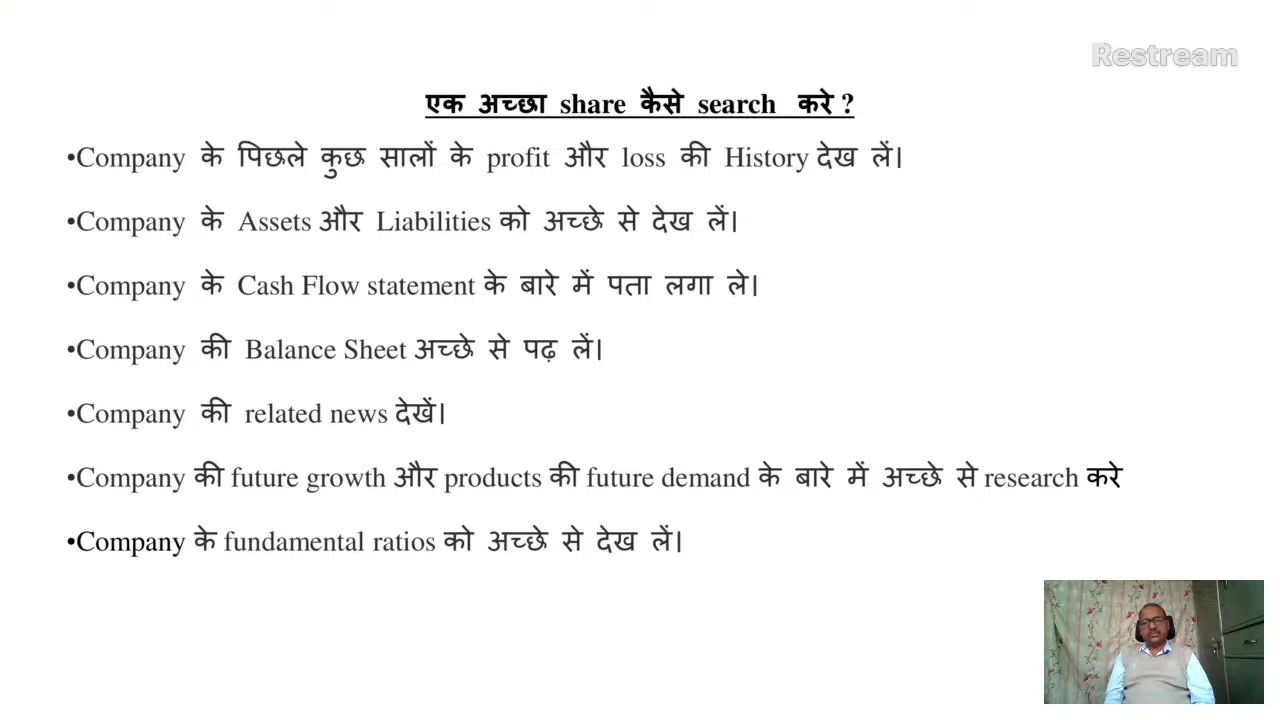 Restream
एक अच्छा share कैसे search करे ?
•Company के पिछले कुछ सालों के profit और loss की History देख लें।
•Company के Assets और Liabilities को अच्छे से देख लें।
•Company के Cash Flow statement के बारे में पता लगा ले।
•Company की Balance Sheet अच्छे से पढ़ लें।
•Company की related news देखें।
•Company की future growth और products की future demand के बारे में अच्छे से research करे
•Company के fundamental ratios को अच्छे से देख लें।